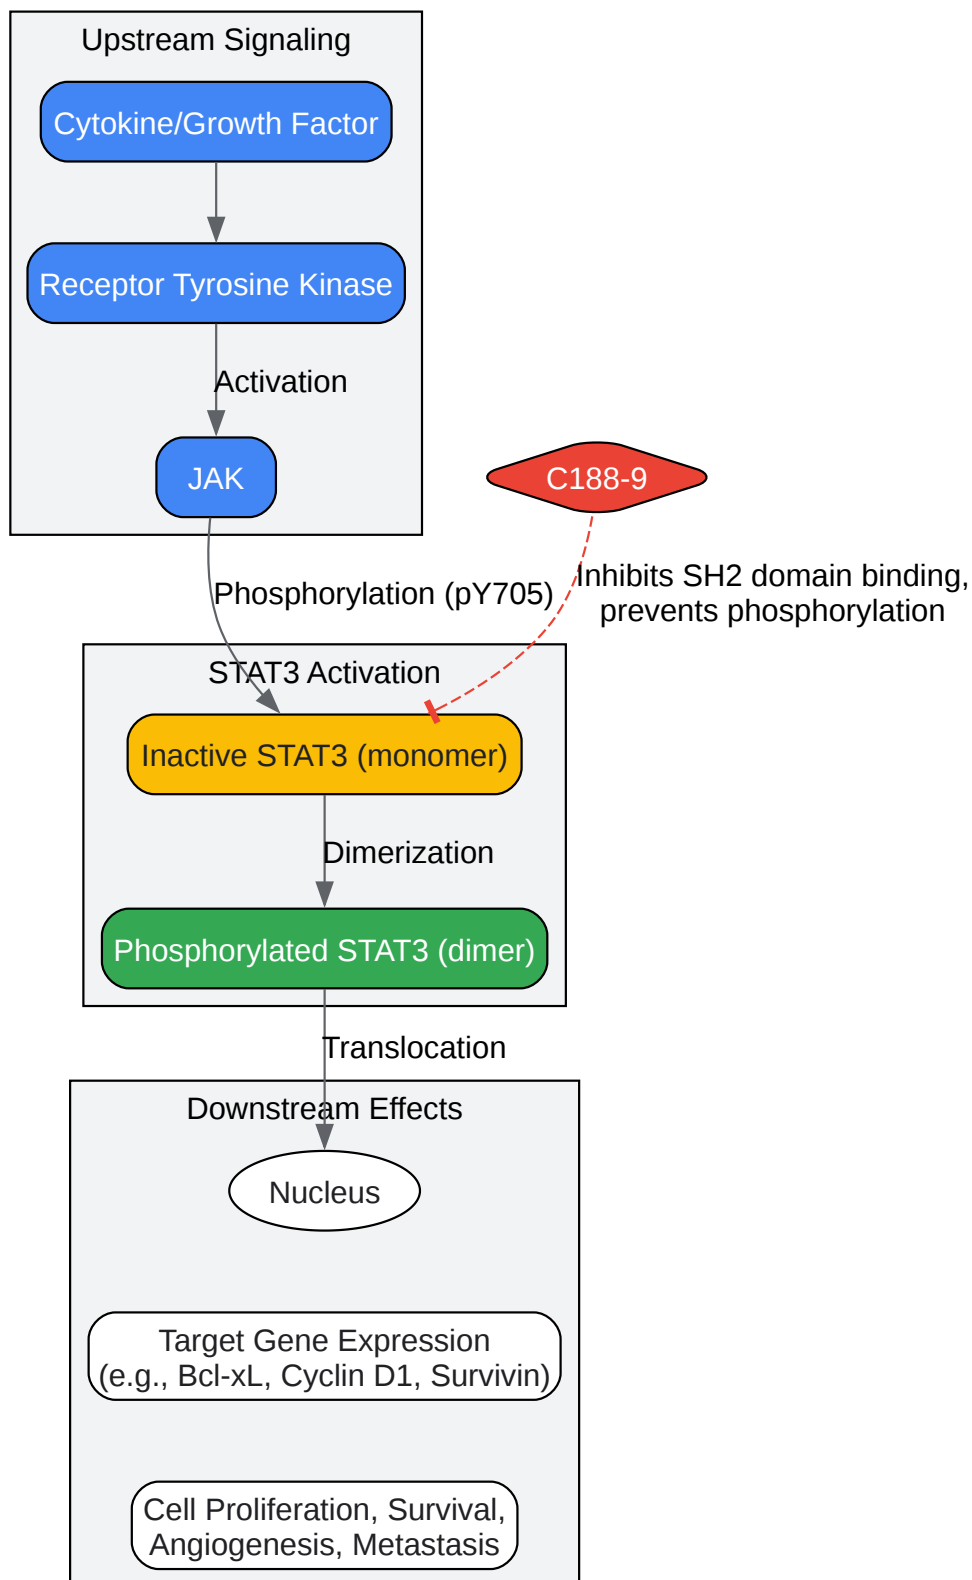 Upstream Signaling
Cytokine/Growth Factor
Receptor Tyrosine Kinase
Activation
JAK
C188-9
Inhibits SH2 domain binding,
prevents phosphorylation
Phosphorylation (pY705)
STAT3 Activation
Inactive STAT3 (monomer)
Dimerization
Phosphorylated STAT3 (dimer)
Translocation
Downstream Effects
Nucleus
Target Gene Expression
(e.g., Bcl-xL, Cyclin D1, Survivin)
Cell Proliferation, Survival,
Angiogenesis, Metastasis